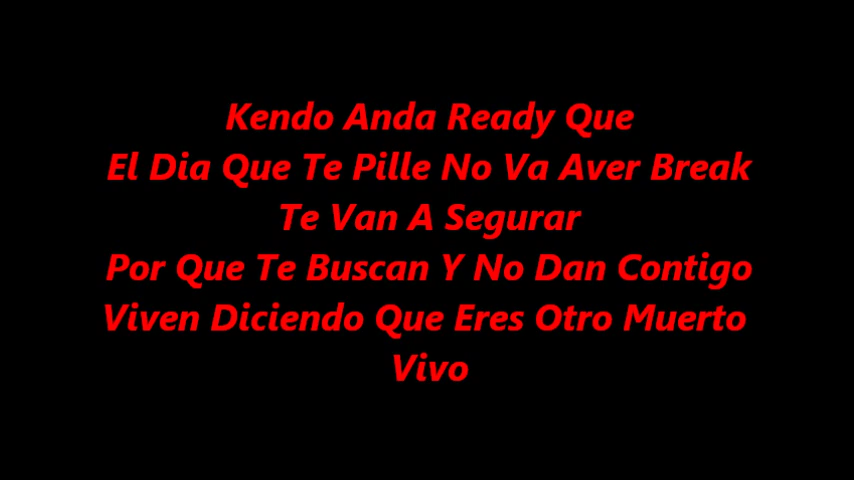 Kendo Anda Ready Que
El Dia Que Te Pille No Va Aver Break
Te Van A Segurar
Por Que Te Buscan Y No Dan Contigo
Viven Diciendo Que Eres Otro Muerto
Vivo